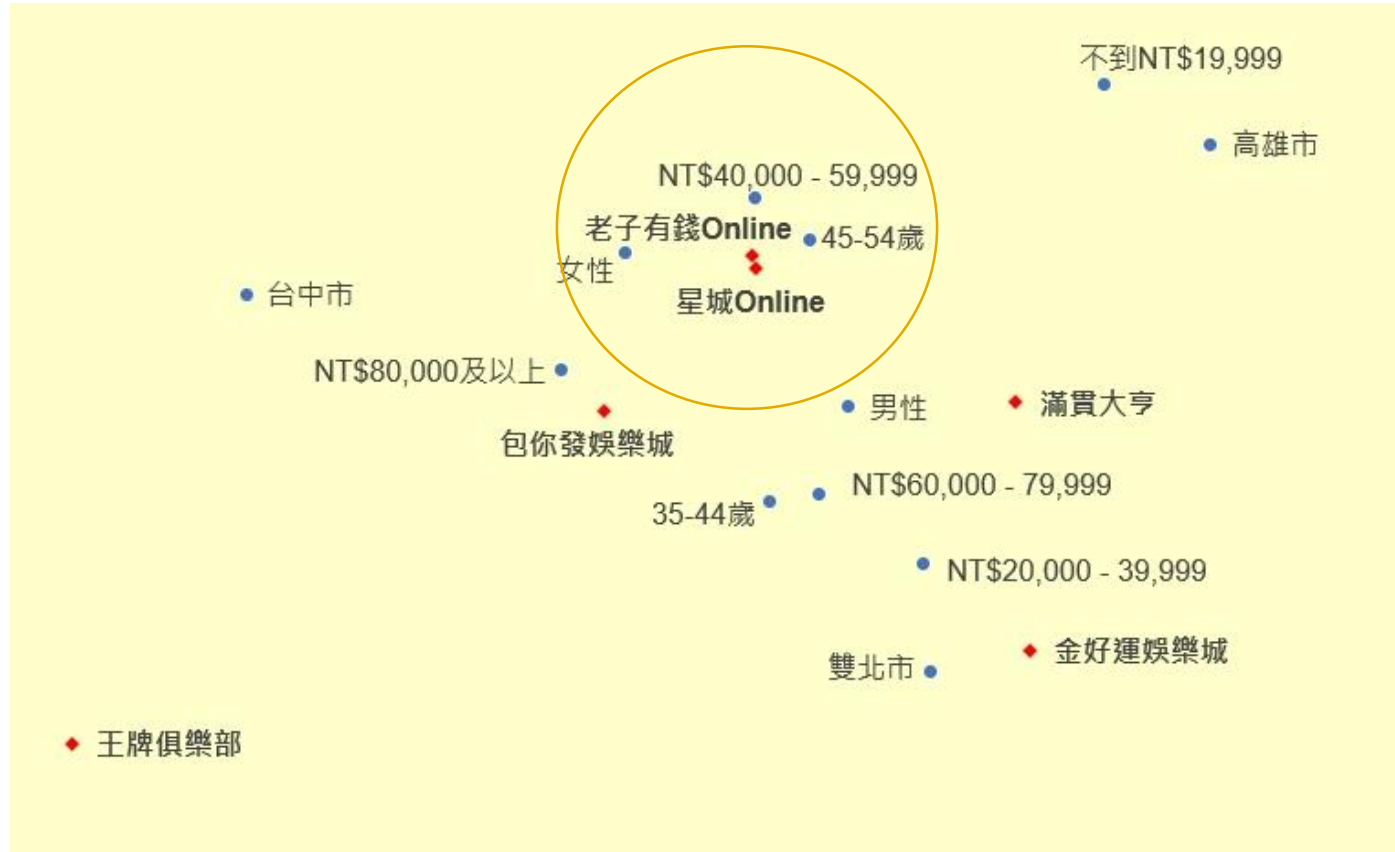 不到NT$19,999
高雄市
NT$40,000 - 59,999
老子有錢Online
45-54歲
女性
台中市
星城Online
NT$80,000及以上
男性
滿貫大亨
包你發娛樂城
NT$60,000 - 79,999
35-44歲
NT$20,000 - 39,999
金好運娛樂城
雙北市
王牌俱樂部